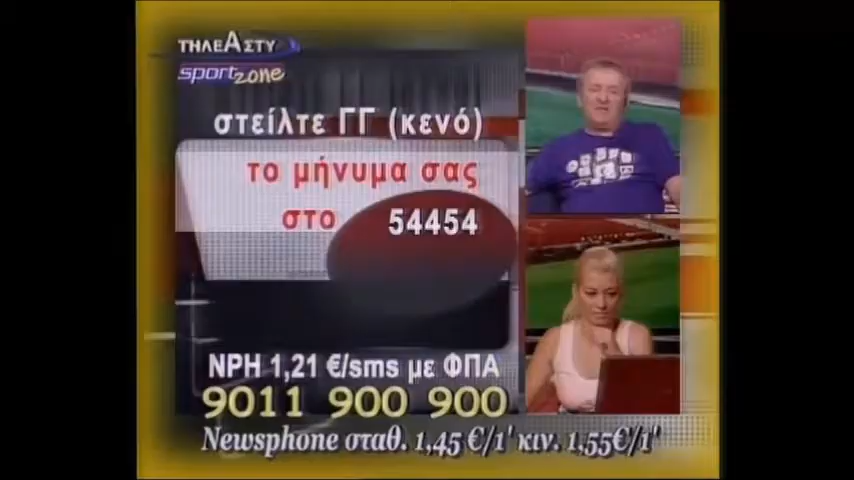 ΤΗΛΕΑΣΤΥ
sportzone
στείλτε ΓΓ (κενό)
το μήνυμα σας
στο 54454
NPH 1,21 €/sms με ΦΠΑ
9011 900 900
Newsphone σταθ. 1,45 €/1' κιν. 1,55€/1'